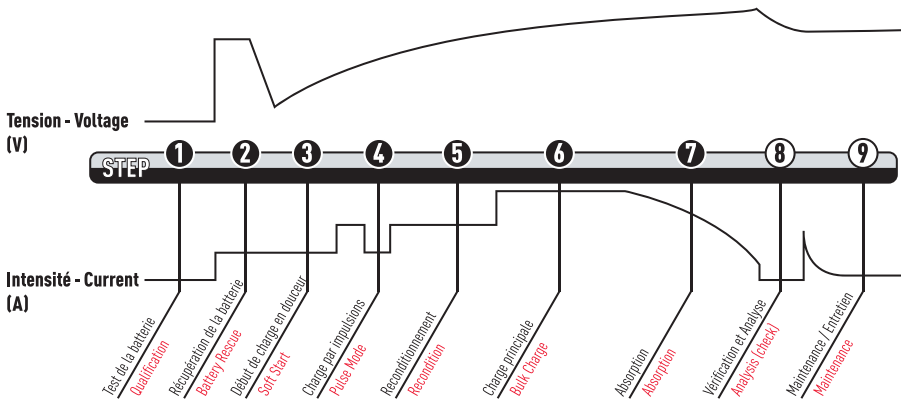 Tension - Voltage
(V)
STEP 1 2 3 4 5 6 7 8 9
Intensité - Current
(A)
Test de la batterie
Qualification
Récupération de la batterie
Battery Rescue
Début de charge en douceur
Soft Start
Charge par impulsions
Pulse Mode
Reconditionnement
Recondition
Charge principale
Bulk Charge
Absorption
Absorption
Vérification et Analyse
Analysis (check)
Maintenance / Entretien
Maintenance